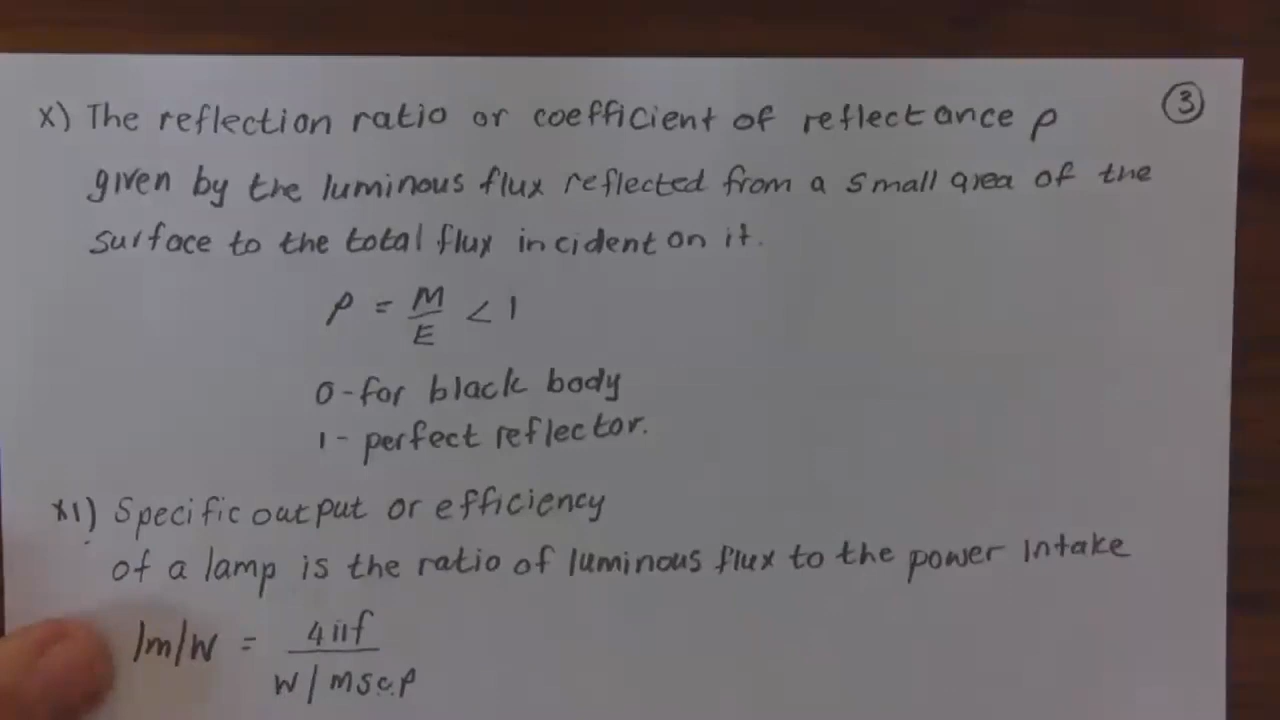 ③
x) The reflection ratio or coefficient of reflectance ρ
given by the luminous flux reflected from a small area of the
surface to the total flux incident on it.
ρ = M/E < 1
0 - for black body
1 - perfect reflector.
x1) Specific output or efficiency
of a lamp is the ratio of luminous flux to the power intake
lm/W = 4πf / W/m.s.c.p